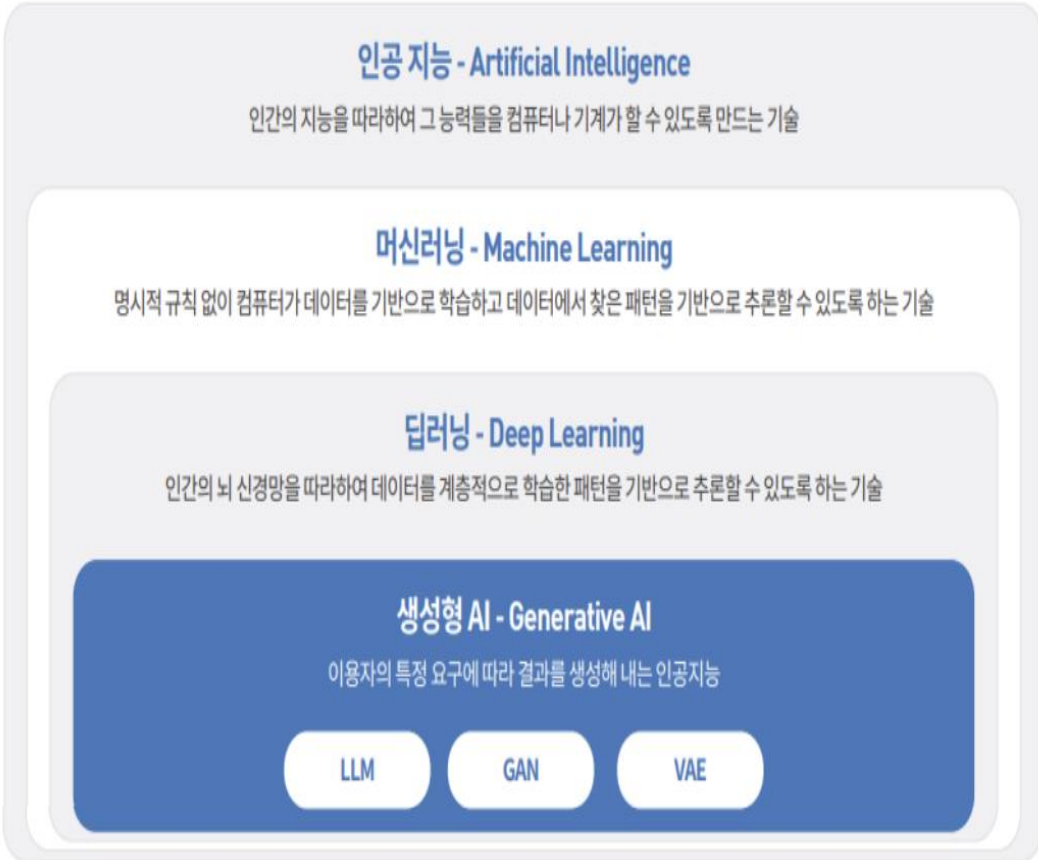 인공 지능 - Artificial Intelligence
인간의 지능을 따라하여 그 능력들을 컴퓨터나 기계가 할 수 있도록 만드는 기술
머신러닝 - Machine Learning
명시적 규칙 없이 컴퓨터가 데이터를 기반으로 학습하고 데이터에서 찾은 패턴을 기반으로 추론할 수 있도록 하는 기술
딥러닝 - Deep Learning
인간의 뇌 신경망을 따라하여 데이터를 계층적으로 학습한 패턴을 기반으로 추론할 수 있도록 하는 기술
생성형 AI - Generative AI
이용자의 특정 요구에 따라 결과를 생성해 내는 인공지능
LLM GAN VAE